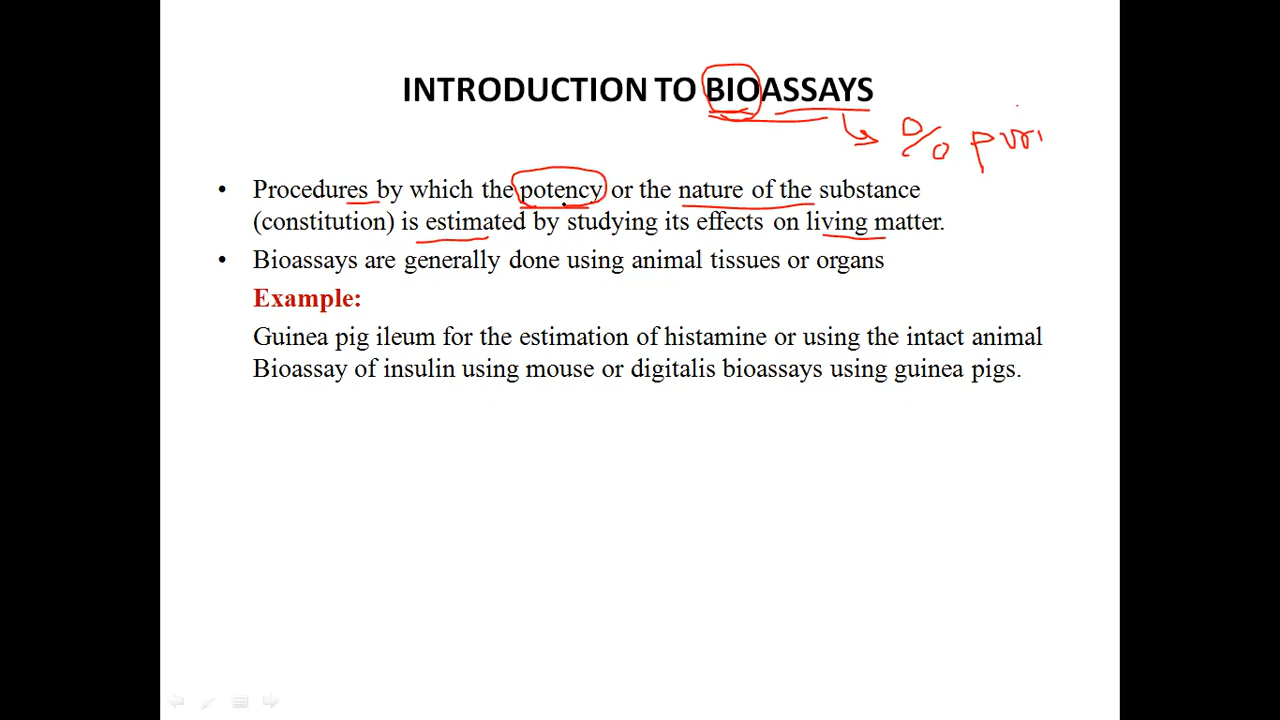 INTRODUCTION TO BIOASSAYS
%
• Procedures by which the potency or the nature of the substance
(constitution) is estimated by studying its effects on living matter.
• Bioassays are generally done using animal tissues or organs
Example:
Guinea pig ileum for the estimation of histamine or using the intact animal
Bioassay of insulin using mouse or digitalis bioassays using guinea pigs.